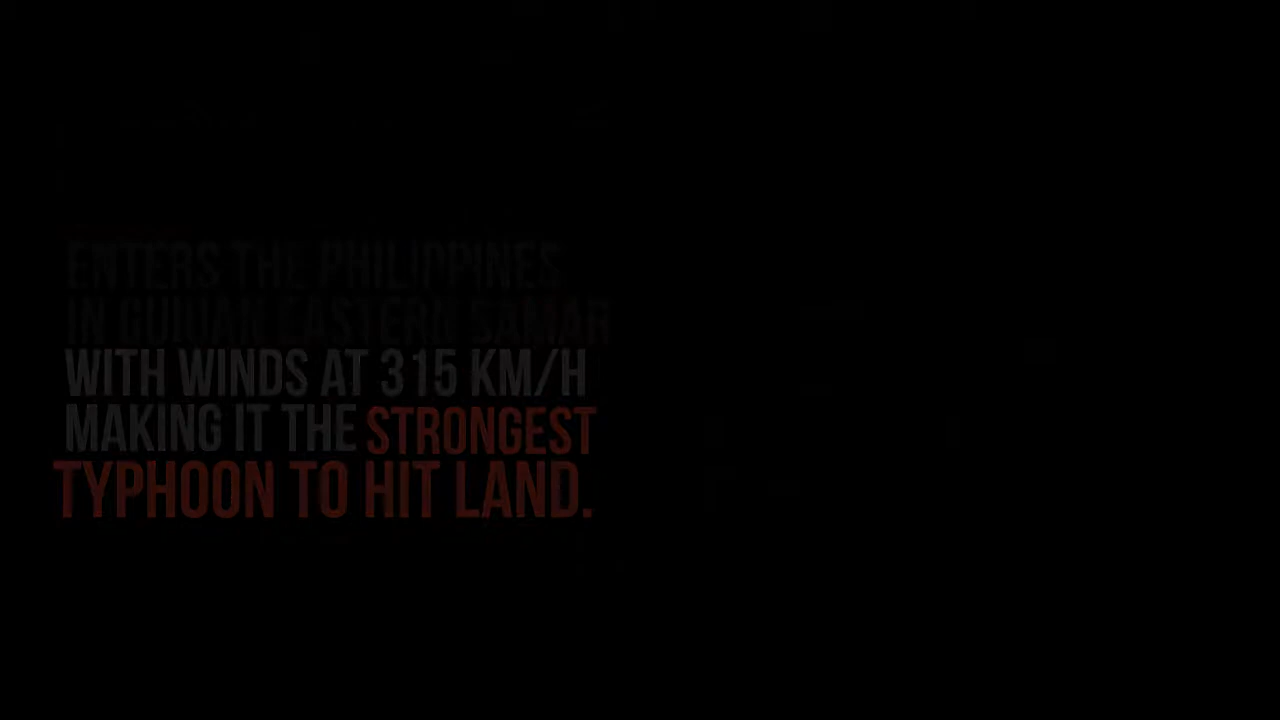 ENTERS THE PHILIPPINES
IN GUIUAN EASTERN SAMAR
WITH WINDS AT 315 KM/H
MAKING IT THE STRONGEST
TYPHOON TO HIT LAND.